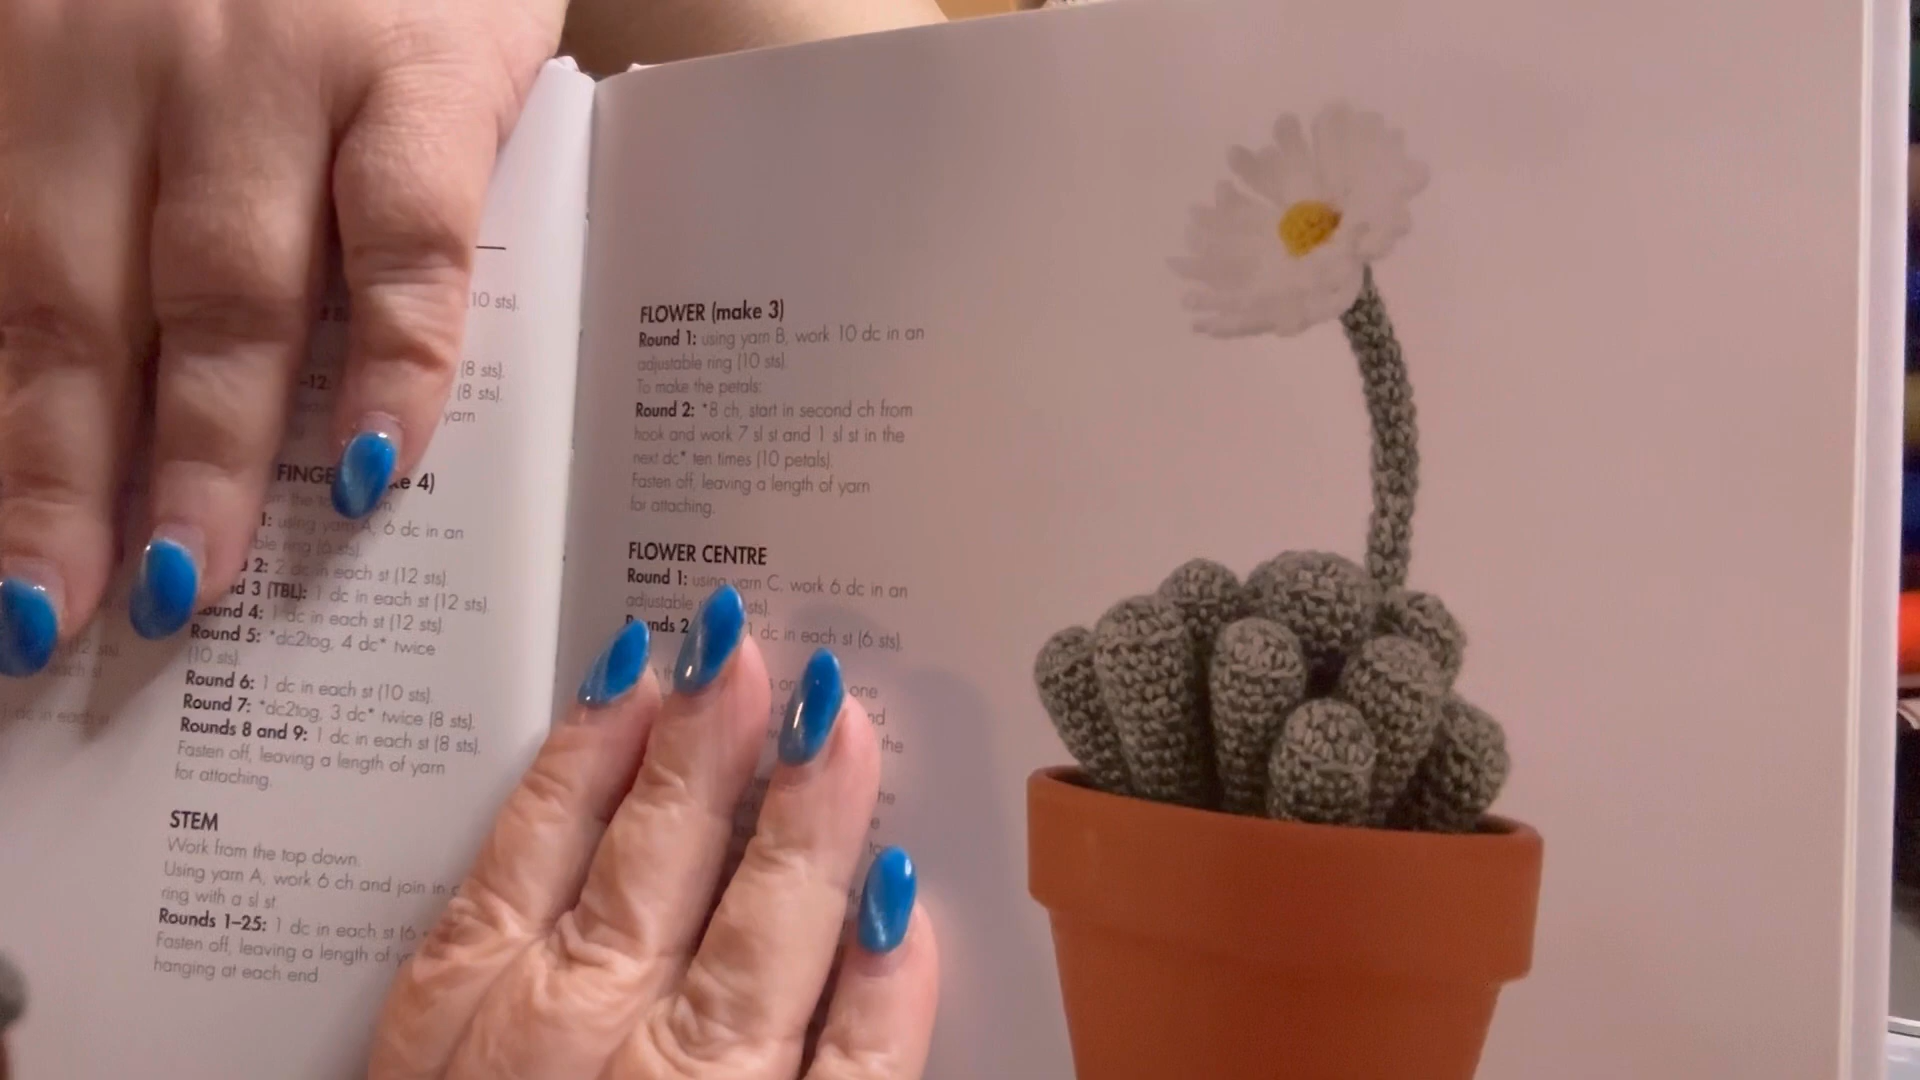 10 sts).
(8 sts).
-12:
(8 sts).
yarn
FINGE e 4)
using yarn A, 6 dc in an
ble ring (6 sts).
2: 2 dc in each st (12 sts).
d 3 (TBL): 1 dc in each st (12 sts).
ound 4: 1 dc in each st (12 sts).
Round 5: *dc2tog, 4 dc* twice
(10 sts).
Round 6: 1 dc in each st (10 sts).
Round 7: *dc2tog, 3 dc* twice (8 sts).
Rounds 8 and 9: 1 dc in each st (8 sts).
Fasten off, leaving a length of yarn
for attaching.
STEM
Work from the top down.
Using yarn A, work 6 ch and join in
ring with a sl st.
Rounds 1–25: 1 dc in each st (6
Fasten off, leaving a length of
hanging at each end.
FLOWER (make 3)
Round 1: using yarn B, work 10 dc in an
adjustable ring (10 sts).
To make the petals:
Round 2: *8 ch, start in second ch from
hook and work 7 sl st and 1 sl st in the
next dc* ten times (10 petals).
Fasten off, leaving a length of yarn
for attaching.
FLOWER CENTRE
Round 1: using yarn C, work 6 dc in an
adjustable sts).
Rounds 2 1 dc in each st (6 sts).
one
the